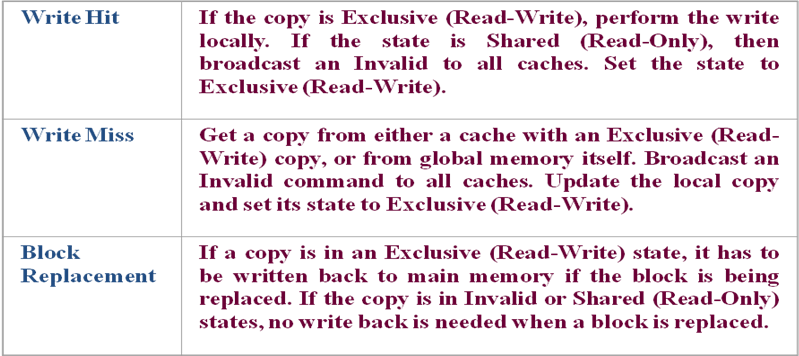 Write Hit
If the copy is Exclusive (Read-Write), perform the write
locally. If the state is Shared (Read-Only), then
broadcast an Invalid to all caches. Set the state to
Exclusive (Read-Write).
Write Miss
Get a copy from either a cache with an Exclusive (Read-
Write) copy, or from global memory itself. Broadcast an
Invalid command to all caches. Update the local copy
and set its state to Exclusive (Read-Write).
Block
Replacement
If a copy is in an Exclusive (Read-Write) state, it has to
be written back to main memory if the block is being
replaced. If the copy is in Invalid or Shared (Read-Only)
states, no write back is needed when a block is replaced.